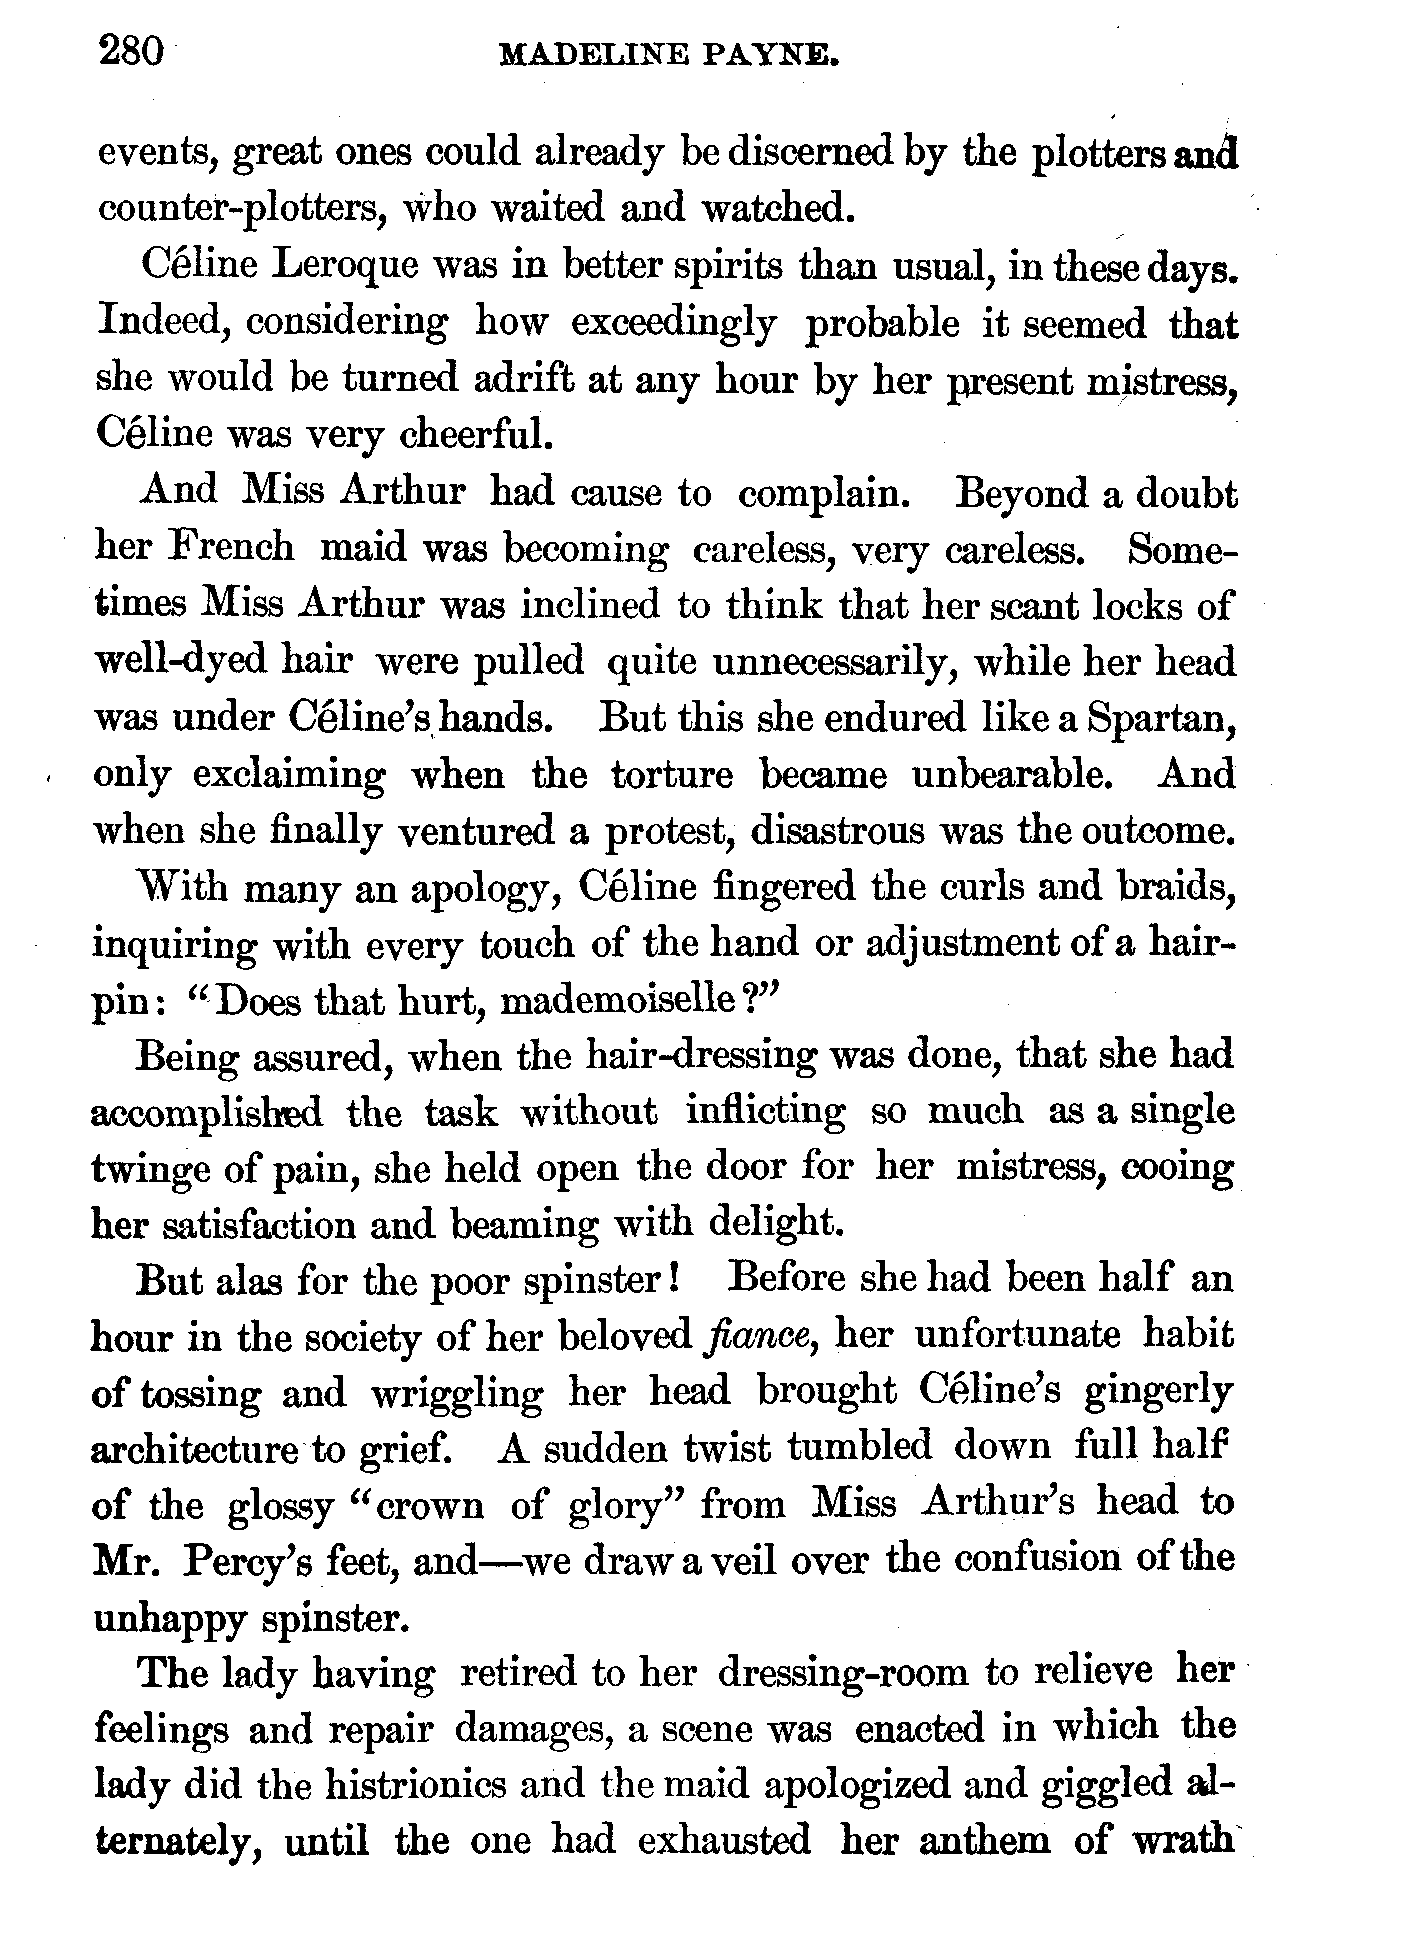 280 MADELINE PAYNE.
events, great ones could already be discerned by the plotters and
counter-plotters, who waited and watched.
Céline Leroque was in better spirits than usual, in these days.
Indeed, considering how exceedingly probable it seemed that
she would be turned adrift at any hour by her present mistress,
Céline was very cheerful.
And Miss Arthur had cause to complain. Beyond a doubt
her French maid was becoming careless, very careless. Some-
times Miss Arthur was inclined to think that her scant locks of
well-dyed hair were pulled quite unnecessarily, while her head
was under Céline's hands. But this she endured like a Spartan,
only exclaiming when the torture became unbearable. And
when she finally ventured a protest, disastrous was the outcome.
With many an apology, Céline fingered the curls and braids,
inquiring with every touch of the hand or adjustment of a hair-
pin: "Does that hurt, mademoiselle?"
Being assured, when the hair-dressing was done, that she had
accomplished the task without inflicting so much as a single
twinge of pain, she held open the door for her mistress, cooing
her satisfaction and beaming with delight.
But alas for the poor spinster! Before she had been half an
hour in the society of her beloved fiance, her unfortunate habit
of tossing and wriggling her head brought Céline's gingerly
architecture to grief. A sudden twist tumbled down full half
of the glossy "crown of glory" from Miss Arthur's head to
Mr. Percy's feet, and—we draw a veil over the confusion of the
unhappy spinster.
The lady having retired to her dressing-room to relieve her
feelings and repair damages, a scene was enacted in which the
lady did the histrionics and the maid apologized and giggled al-
ternately, until the one had exhausted her anthem of wrath